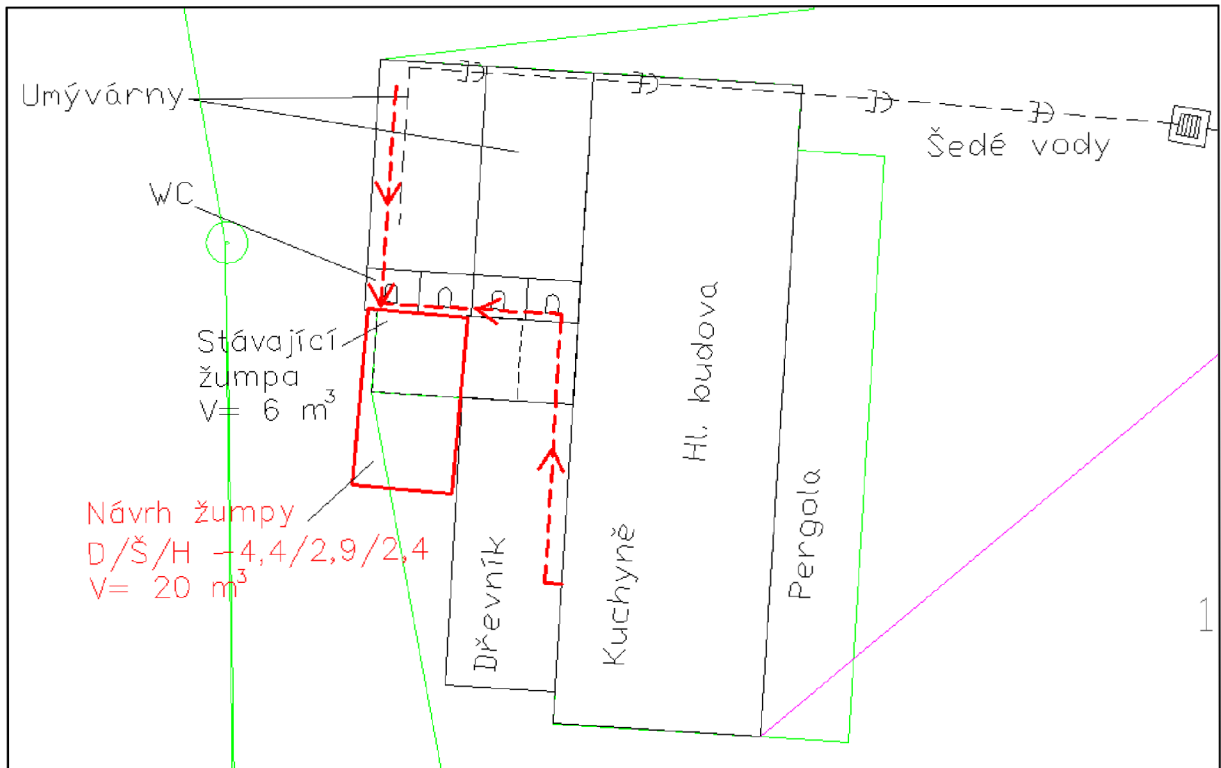 Umývárny
Šedé vody
WC
Stávající
žumpa
V= 6 m³
Hl. budova
Návrh žumpy
D/Š/H -4,4/2,9/2,4
V= 20 m³
Dřevník
Kuchyně
Pergola
1